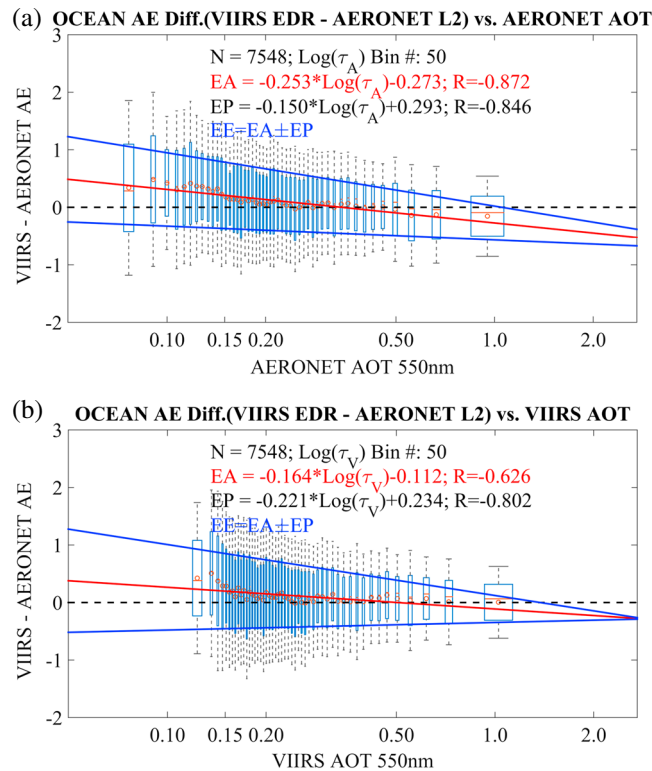 (a) OCEAN AE Diff.(VIIRS EDR - AERONET L2) vs. AERONET AOT
N = 7548; Log(τ_A) Bin #: 50
EA = -0.253*Log(τ_A)-0.273; R=-0.872
EP = -0.150*Log(τ_A)+0.293; R=-0.846
EE=EA±EP
VIIRS - AERONET AE
3
2
1
0
-1
-2
0.10 0.15 0.20 0.50 1.0 2.0
AERONET AOT 550nm
(b) OCEAN AE Diff.(VIIRS EDR - AERONET L2) vs. VIIRS AOT
N = 7548; Log(τ_V) Bin #: 50
EA = -0.164*Log(τ_V)-0.112; R=-0.626
EP = -0.221*Log(τ_V)+0.234; R=-0.802
EE=EA±EP
VIIRS - AERONET AE
3
2
1
0
-1
-2
0.10 0.15 0.20 0.50 1.0 2.0
VIIRS AOT 550nm